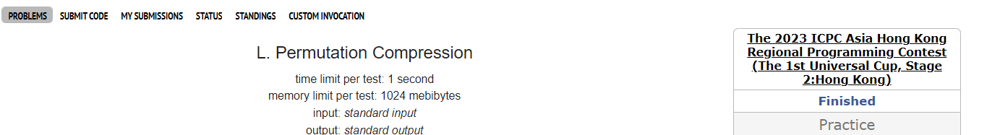 PROBLEMS SUBMIT CODE MY SUBMISSIONS STATUS STANDINGS CUSTOM INVOCATION
L. Permutation Compression
time limit per test: 1 second
memory limit per test: 1024 mebibytes
input: standard input
output: standard output
The 2023 ICPC Asia Hong Kong
Regional Programming Contest
(The 1st Universal Cup, Stage
2:Hong Kong)
Finished
Practice